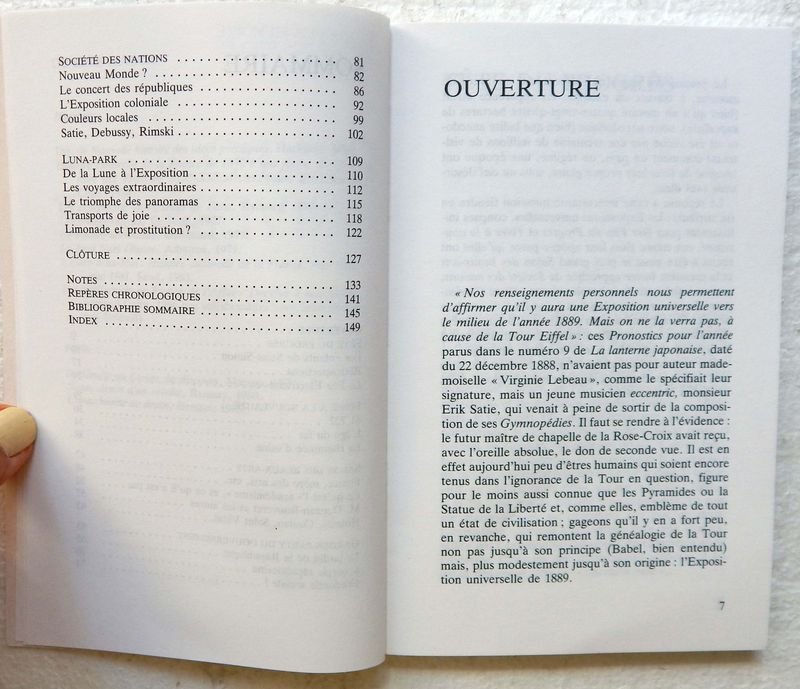 SOCIÉTÉ DES NATIONS .................... 81
Nouveau Monde ? .................... 82
Le concert des républiques .................... 86
L'Exposition coloniale .................... 92
Couleurs locales .................... 99
Satie, Debussy, Rimski .................... 102
LUNA-PARK .................... 109
De la Lune à l'Exposition .................... 110
Les voyages extraordinaires .................... 112
Le triomphe des panoramas .................... 115
Transports de joie .................... 118
Limonade et prostitution ? .................... 122
CLÔTURE .................... 127
NOTES .................... 133
REPÈRES CHRONOLOGIQUES .................... 141
BIBLIOGRAPHIE SOMMAIRE .................... 145
INDEX .................... 149
OUVERTURE
« Nos renseignements personnels nous permettent
d'affirmer qu'il y aura une Exposition universelle vers
le milieu de l'année 1889. Mais on ne la verra pas, à
cause de la Tour Eiffel » : ces Pronostics pour l'année
parus dans le numéro 9 de La lanterne japonaise, daté
du 22 décembre 1888, n'avaient pas pour auteur made-
moiselle « Virginie Lebeau », comme le spécifiait leur
signature, mais un jeune musicien eccentric, monsieur
Erik Satie, qui venait à peine de sortir de la composi-
tion de ses Gymnopédies. Il faut se rendre à l'évidence :
le futur maître de chapelle de la Rose-Croix avait reçu,
avec l'oreille absolue, le don de seconde vue. Il est en
effet aujourd'hui peu d'êtres humains qui soient encore
tenus dans l'ignorance de la Tour en question, figure
pour le moins aussi connue que les Pyramides ou la
Statue de la Liberté et, comme elles, emblème de tout
un état de civilisation ; gageons qu'il y en a fort peu,
en revanche, qui remontent la généalogie de la Tour
non pas jusqu'à son principe (Babel, bien entendu)
mais, plus modestement jusqu'à son origine : l'Exposi-
tion universelle de 1889.
7